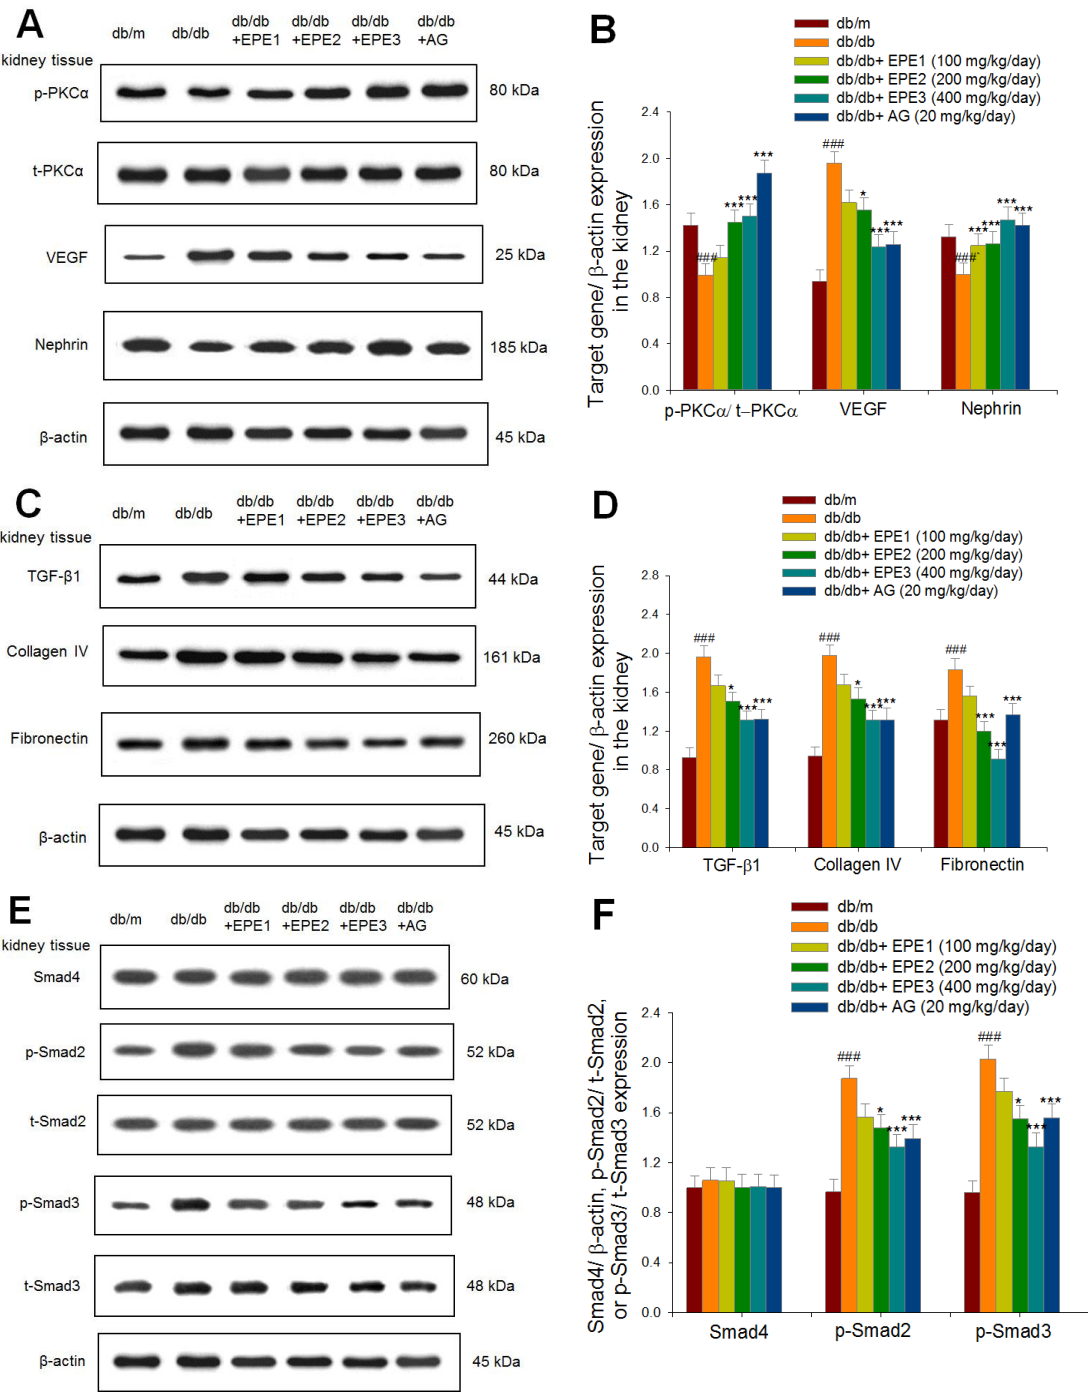 A
db/m
db/db
db/db
+EPE1
db/db
+EPE2
db/db
+EPE3
db/db
+AG
kidney tissue
p-PKCα
80 kDa
t-PKCα
80 kDa
VEGF
25 kDa
Nephrin
185 kDa
β-actin
45 kDa
B
db/m
db/db
db/db+ EPE1 (100 mg/kg/day)
db/db+ EPE2 (200 mg/kg/day)
db/db+ EPE3 (400 mg/kg/day)
db/db+ AG (20 mg/kg/day)
Target gene/ β-actin expression
in the kidney
2.4
2.0
1.6
1.2
0.8
0.4
0.0
###
***
***
***
###
*
***
***
###
***
***
***
***
p-PKCα/ t–PKCα
VEGF
Nephrin
C
db/m
db/db
db/db
+EPE1
db/db
+EPE2
db/db
+EPE3
db/db
+AG
kidney tissue
TGF-β1
44 kDa
Collagen IV
161 kDa
Fibronectin
260 kDa
β-actin
45 kDa
D
db/m
db/db
db/db+ EPE1 (100 mg/kg/day)
db/db+ EPE2 (200 mg/kg/day)
db/db+ EPE3 (400 mg/kg/day)
db/db+ AG (20 mg/kg/day)
Target gene/ β-actin expression
in the kidney
2.8
2.4
2.0
1.6
1.2
0.8
0.4
0.0
###
*
***
***
###
*
***
***
###
***
***
***
TGF-β1
Collagen IV
Fibronectin
E
db/m
db/db
db/db
+EPE1
db/db
+EPE2
db/db
+EPE3
db/db
+AG
kidney tissue
Smad4
60 kDa
p-Smad2
52 kDa
t-Smad2
52 kDa
p-Smad3
48 kDa
t-Smad3
48 kDa
β-actin
45 kDa
F
db/m
db/db
db/db+ EPE1 (100 mg/kg/day)
db/db+ EPE2 (200 mg/kg/day)
db/db+ EPE3 (400 mg/kg/day)
db/db+ AG (20 mg/kg/day)
Smad4/ β-actin, p-Smad2/ t-Smad2,
or p-Smad3/ t-Smad3 expression
2.4
2.0
1.6
1.2
0.8
0.4
0.0
###
*
***
***
###
*
***
***
Smad4
p-Smad2
p-Smad3